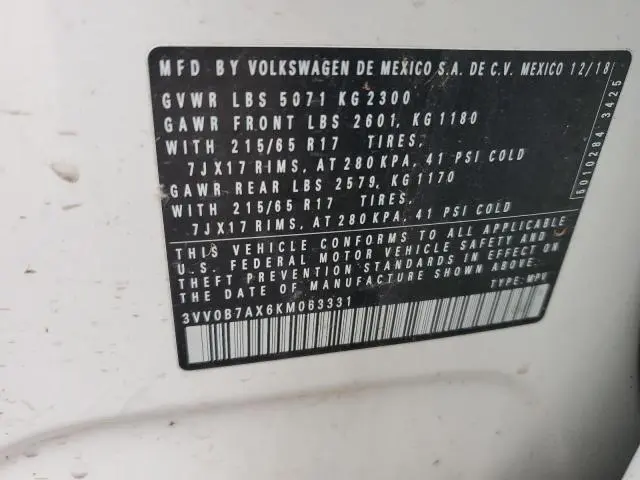 MFD BY VOLKSWAGEN DE MEXICO S.A. DE C.V. MEXICO 12/18
GVWR LBS 5071 KG 2300
GAWR FRONT LBS 2601, KG 1180
WITH 215/65 R17 TIRES,
7JX17 RIMS, AT 280 KPA, 41 PSI COLD
GAWR REAR LBS 2579, KG 1170
WITH 215/65 R17 TIRES,
7JX17 RIMS, AT 280 KPA, 41 PSI COLD
THIS VEHICLE CONFORMS TO ALL APPLICABLE
U.S. FEDERAL MOTOR VEHICLE SAFETY AND
THEFT PREVENTION STANDARDS IN EFFECT ON
THE DATE OF MANUFACTURE SHOWN ABOVE.
3VV0B7AX6KM063331 TYPE: MPV
5010284 3425